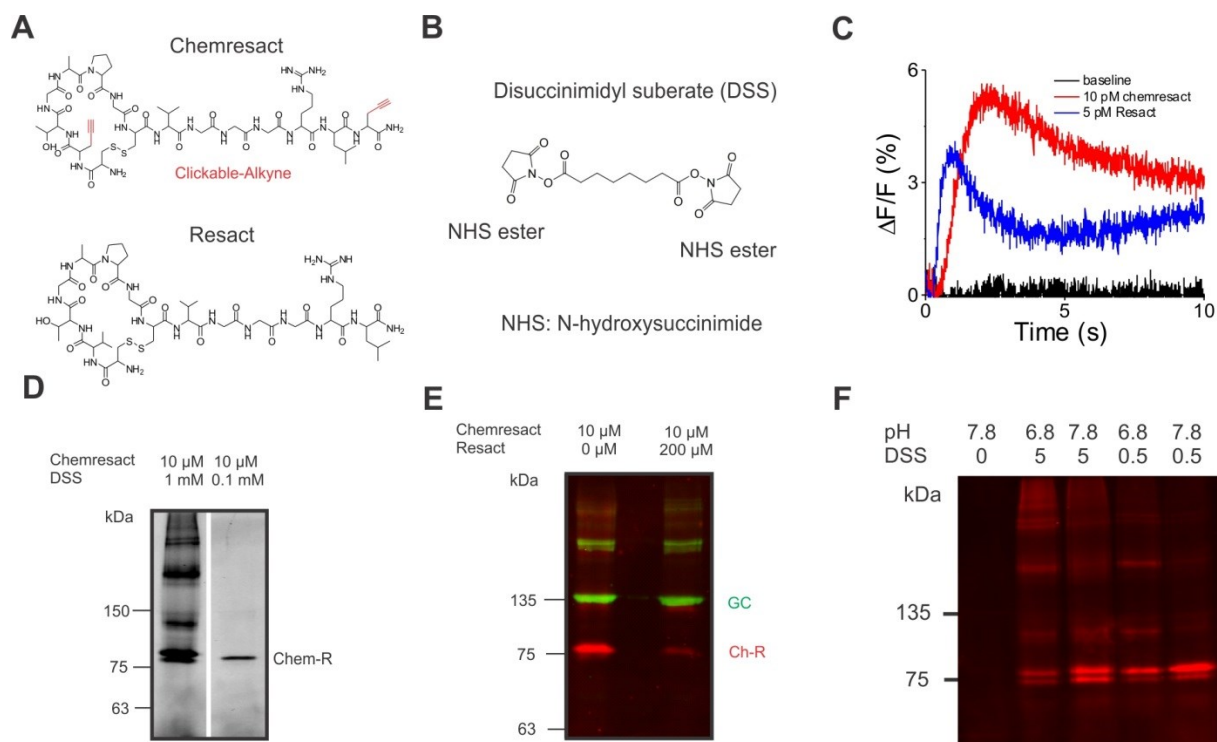 A
Chemresact
Clickable-Alkyne
Resact
B
Disuccinimidyl suberate (DSS)
NHS ester
NHS ester
NHS: N-hydroxysuccinimide
C
ΔF/F (%)
6
3
0
baseline
10 pM chemresact
5 pM Resact
0 5 10
Time (s)
D
Chemresact 10 µM 10 µM
DSS 1 mM 0.1 mM
kDa
150
75
63
Chem-R
E
Chemresact 10 µM 10 µM
Resact 0 µM 200 µM
kDa
135
75
63
GC
Ch-R
F
pH 7.8 6.8 7.8 6.8 7.8
DSS 0 5 5 0.5 0.5
kDa
135
75